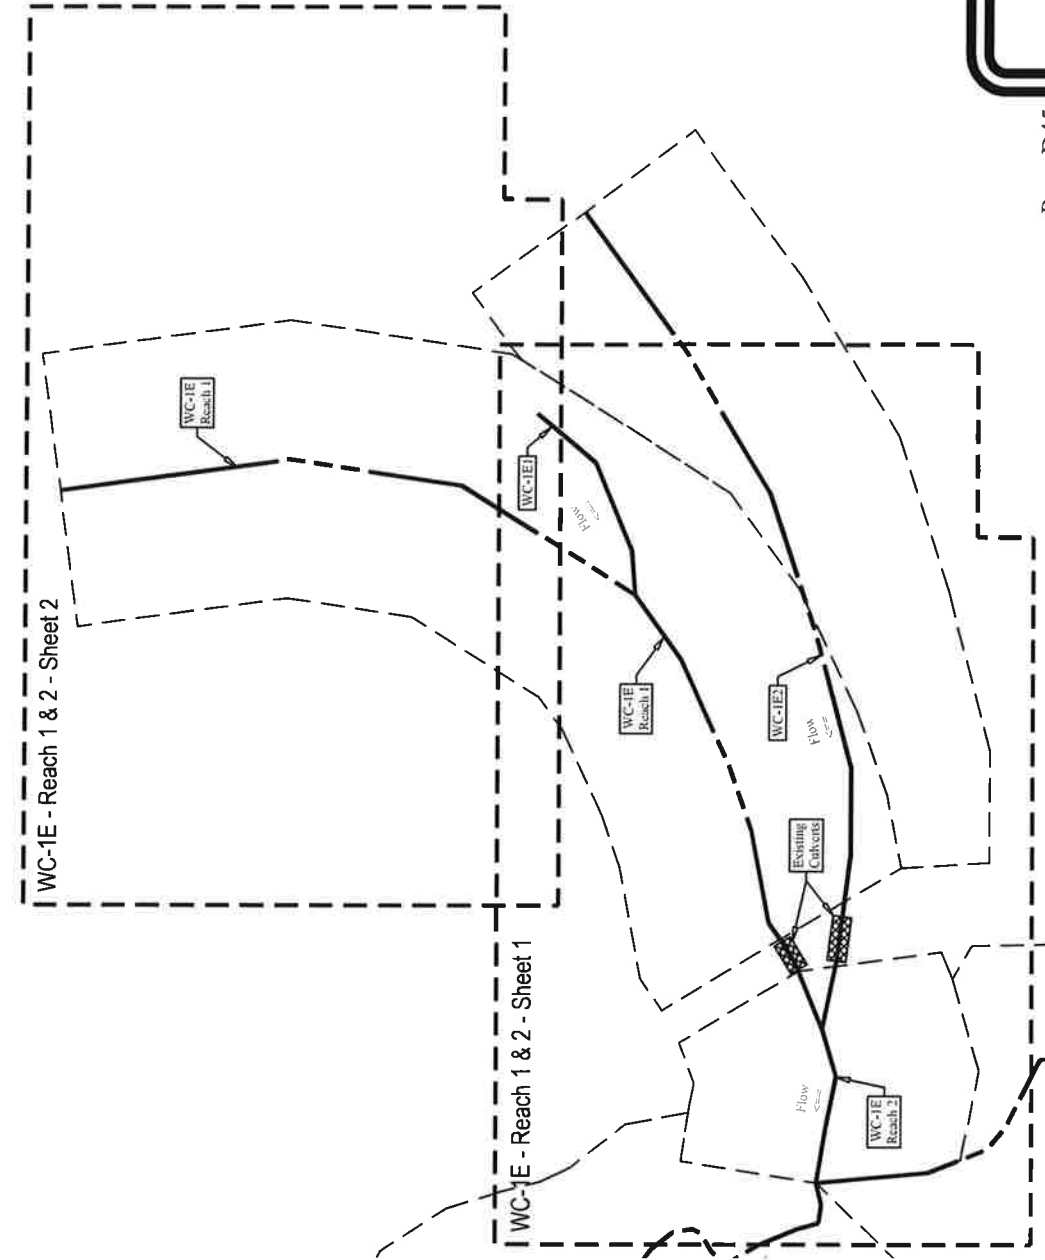 WC-1E - Reach 1 & 2 - Sheet 2
WC-1E
Reach 1
WC-1E1
Flow
<==
WC-1E
Reach 1
WC-1E2
Flow
<==
Existing
Culverts
WC-1E - Reach 1 & 2 - Sheet 1
Flow
<==
WC-1E
Reach 2